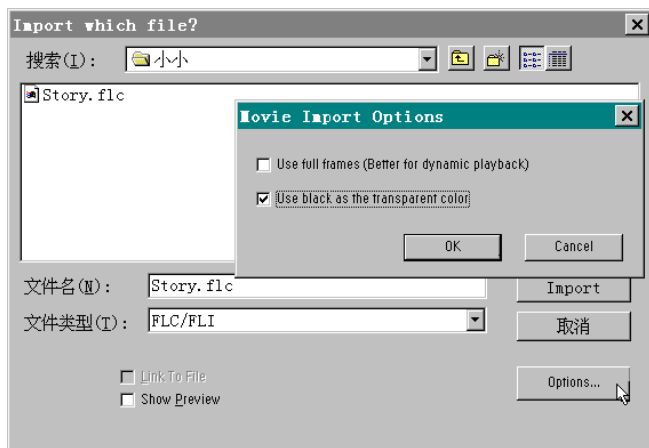 Import which file?
搜索(I):
小小
Story.flc
Movie Import Options
Use full frames (Better for dynamic playback)
Use black as the transparent color
OK
Cancel
文件名(N):
Story.flc
Import
文件类型(T):
FLC/FLI
取消
Link To File
Options...
Show Preview